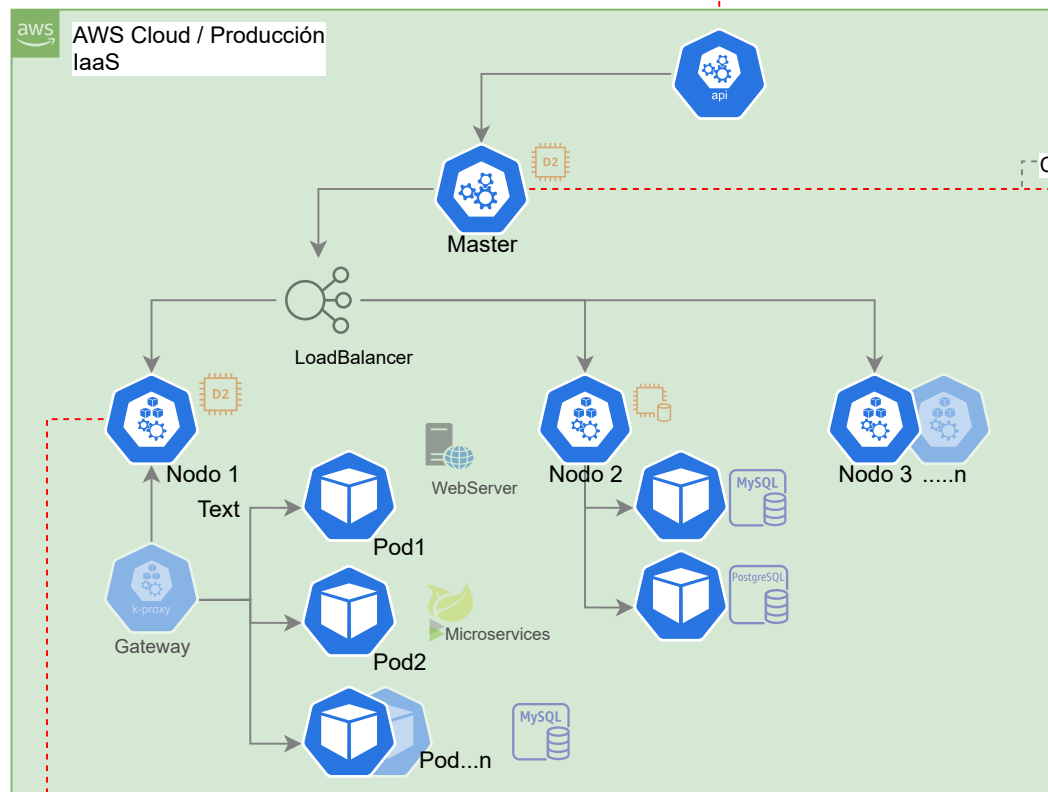 aws
AWS Cloud / Producción
IaaS
api
D2
C
Master
LoadBalancer
D2
Nodo 1
WebServer
Nodo 2
MySQL
Nodo 3 .....n
Text
Pod1
k-proxy
Gateway
Microservices
Pod2
PostgreSQL
MySQL
Pod...n